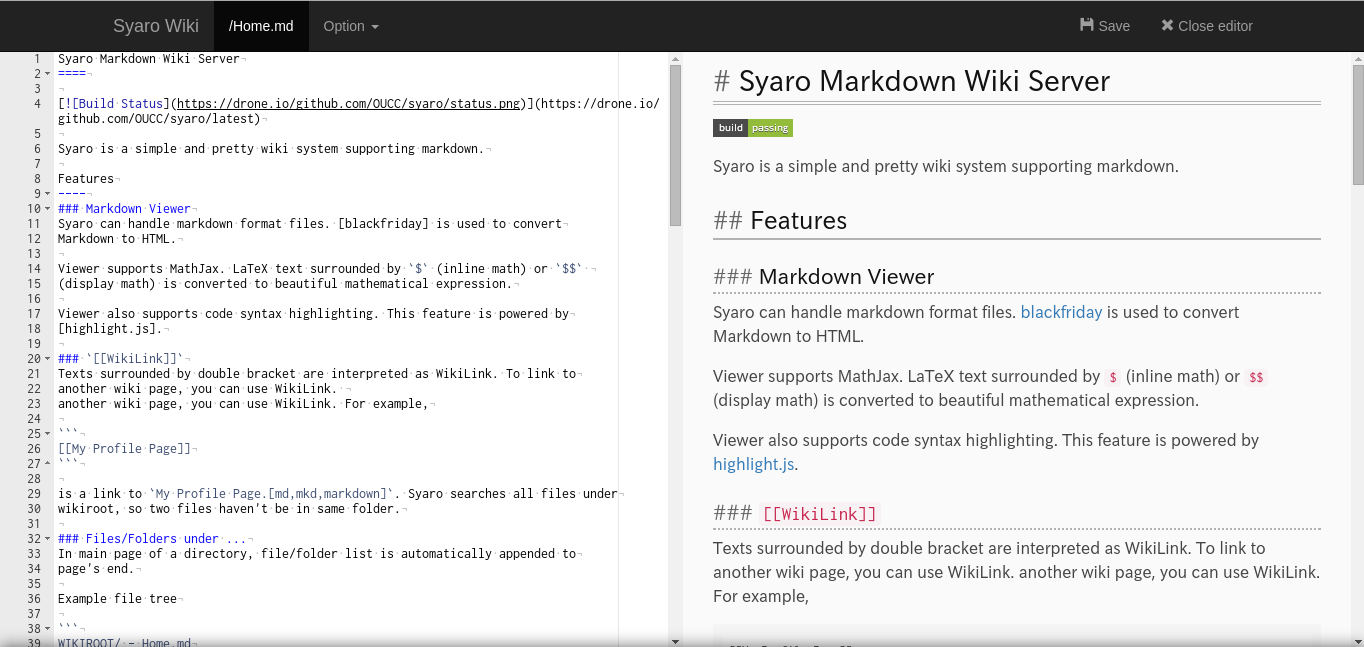 Syaro Wiki /Home.md Option Save Close editor
1 Syaro Markdown Wiki Server
2 ====
3
4 [![Build Status](https://drone.io/github.com/OUCC/syaro/status.png)](https://drone.io/
github.com/OUCC/syaro/latest)
5
6 Syaro is a simple and pretty wiki system supporting markdown.
7
8 Features
9 ----
10 ### Markdown Viewer
11 Syaro can handle markdown format files. [blackfriday] is used to convert
12 Markdown to HTML.
13
14 Viewer supports MathJax. LaTeX text surrounded by `$` (inline math) or `$$`
15 (display math) is converted to beautiful mathematical expression.
16
17 Viewer also supports code syntax highlighting. This feature is powered by
18 [highlight.js].
19
20 ### `[[WikiLink]]`
21 Texts surrounded by double bracket are interpreted as WikiLink. To link to
22 another wiki page, you can use WikiLink.
23 another wiki page, you can use WikiLink. For example,
24
25 ```
26 [[My Profile Page]]
27 ```
28
29 is a link to `My Profile Page.[md,mkd,markdown]`. Syaro searches all files under
30 wikiroot, so two files haven't be in same folder.
31
32 ### Files/Folders under ...
33 In main page of a directory, file/folder list is automatically appended to
34 page's end.
35
36 Example file tree
37
38 ```
39 WIKIROOT/ - Home.md
# Syaro Markdown Wiki Server
build passing
Syaro is a simple and pretty wiki system supporting markdown.
## Features
### Markdown Viewer
Syaro can handle markdown format files. blackfriday is used to convert
Markdown to HTML.
Viewer supports MathJax. LaTeX text surrounded by $ (inline math) or $$
(display math) is converted to beautiful mathematical expression.
Viewer also supports code syntax highlighting. This feature is powered by
highlight.js.
### [[WikiLink]]
Texts surrounded by double bracket are interpreted as WikiLink. To link to
another wiki page, you can use WikiLink. another wiki page, you can use WikiLink.
For example,